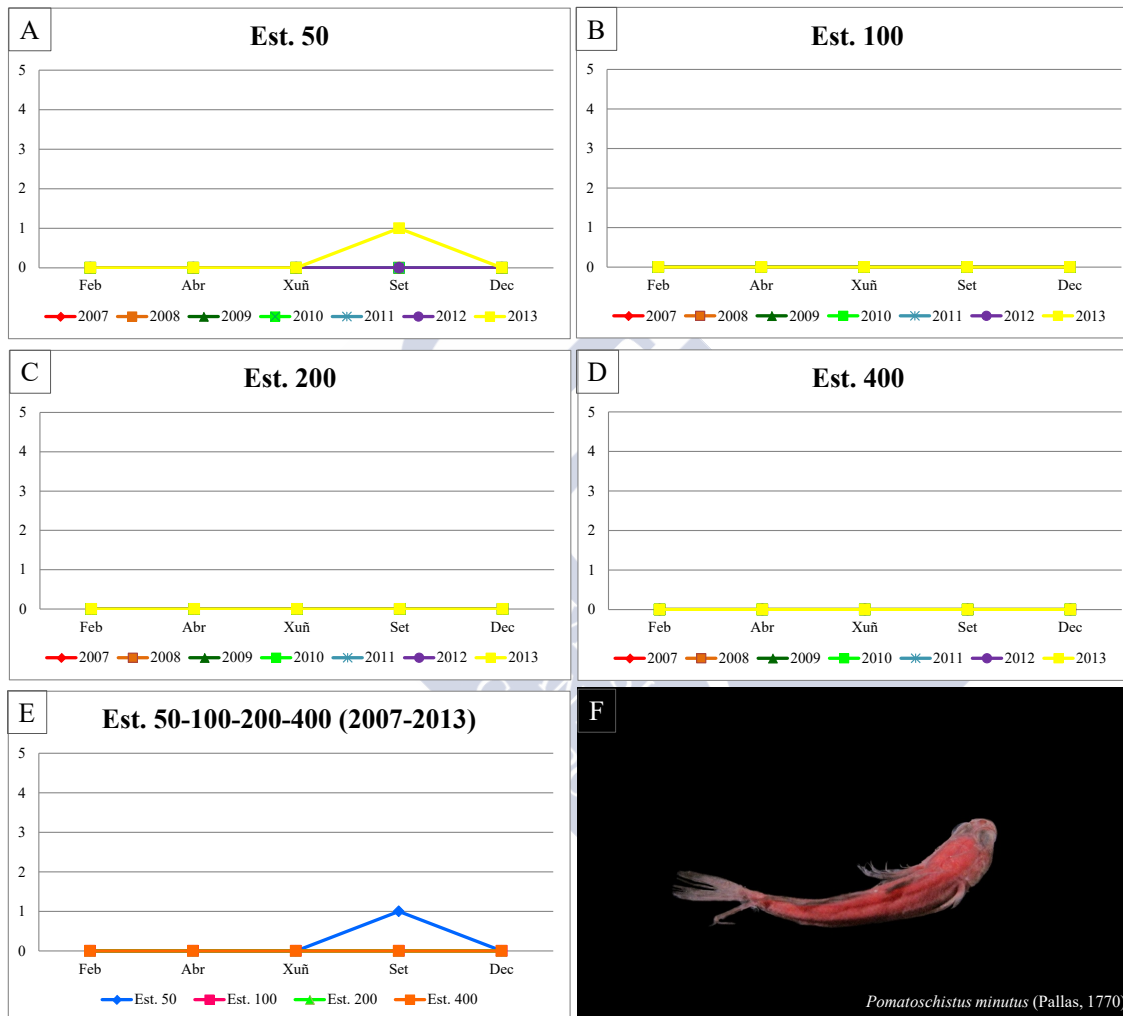 A
Est. 50
5
4
3
2
1
0
Feb Abr Xuñ Set Dec
2007 2008 2009 2010 2011 2012 2013
B
Est. 100
5
4
3
2
1
0
Feb Abr Xuñ Set Dec
2007 2008 2009 2010 2011 2012 2013
C
Est. 200
5
4
3
2
1
0
Feb Abr Xuñ Set Dec
2007 2008 2009 2010 2011 2012 2013
D
Est. 400
5
4
3
2
1
0
Feb Abr Xuñ Set Dec
2007 2008 2009 2010 2011 2012 2013
E
Est. 50-100-200-400 (2007-2013)
5
4
3
2
1
0
Feb Abr Xuñ Set Dec
Est. 50 Est. 100 Est. 200 Est. 400
F
Pomatoschistus minutus (Pallas, 1770)